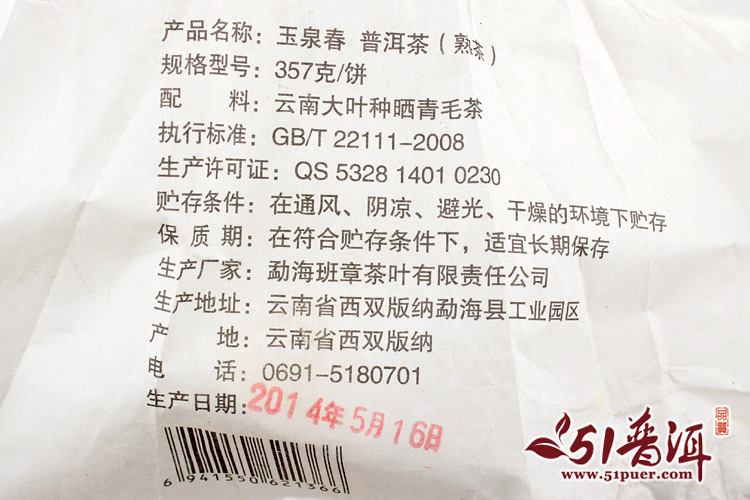 产品名称: 玉泉春 普洱茶(熟茶)
规格型号: 357克/饼
配 料: 云南大叶种晒青毛茶
执行标准: GB/T 22111-2008
生产许可证: QS 5328 1401 0230
贮存条件: 在通风、阴凉、避光、干燥的环境下贮存
保 质 期: 在符合贮存条件下，适宜长期保存
生产厂家: 勐海班章茶叶有限责任公司
生产地址: 云南省西双版纳勐海县工业园区
产 地: 云南省西双版纳
电 话: 0691-5180701
生产日期: 2014年5月16日
6 941550 621366
51普洱
品鉴
www.51puer.com